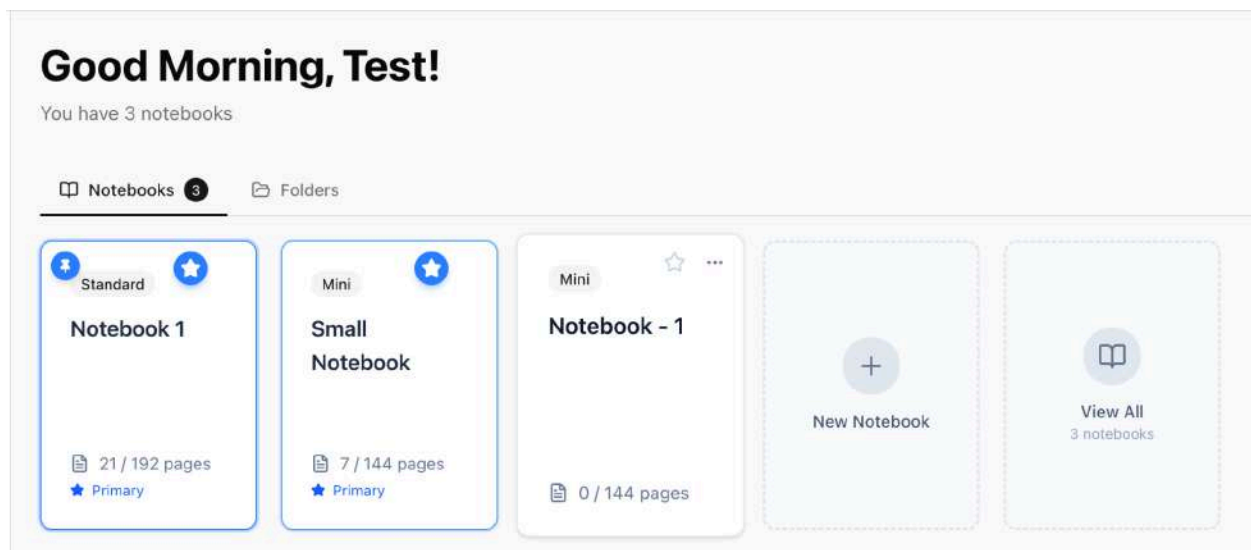 Good Morning, Test!
You have 3 notebooks
Notebooks 3
Folders
Standard
Notebook 1
21 / 192 pages
Primary
Mini
Small
Notebook
7 / 144 pages
Primary
Mini
Notebook - 1
0 / 144 pages
New Notebook
View All
3 notebooks